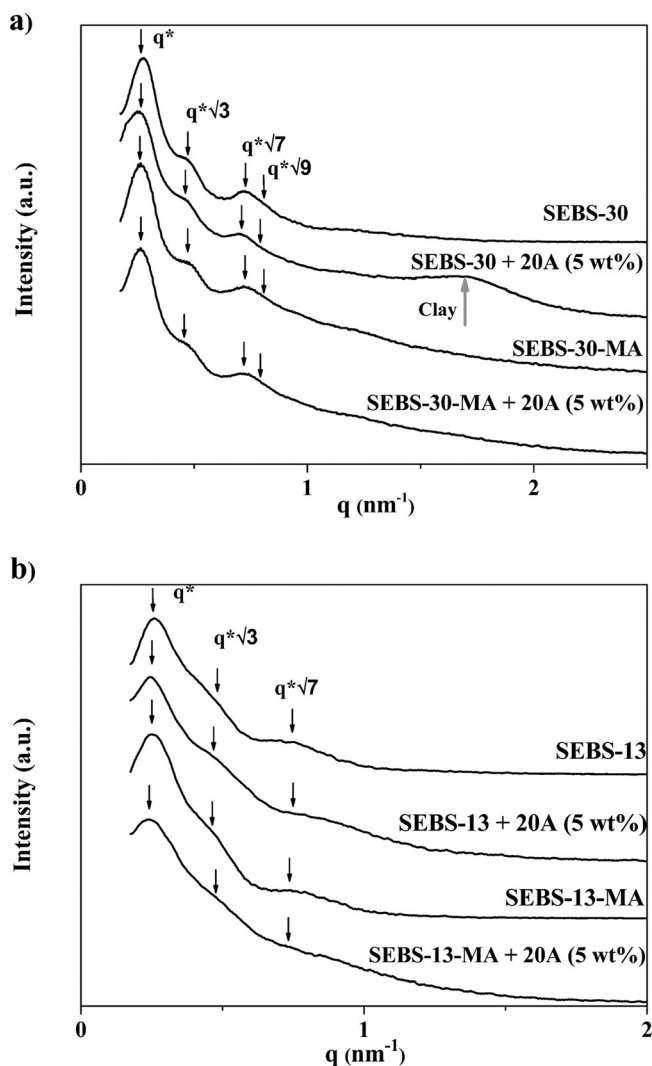 a)
q*
q*√3
q*√7
q*√9
SEBS-30
SEBS-30 + 20A (5 wt%)
Clay
SEBS-30-MA
SEBS-30-MA + 20A (5 wt%)
Intensity (a.u.)
0 1 2
q (nm⁻¹)
b)
q*
q*√3
q*√7
SEBS-13
SEBS-13 + 20A (5 wt%)
SEBS-13-MA
SEBS-13-MA + 20A (5 wt%)
Intensity (a.u.)
0 1 2
q (nm⁻¹)